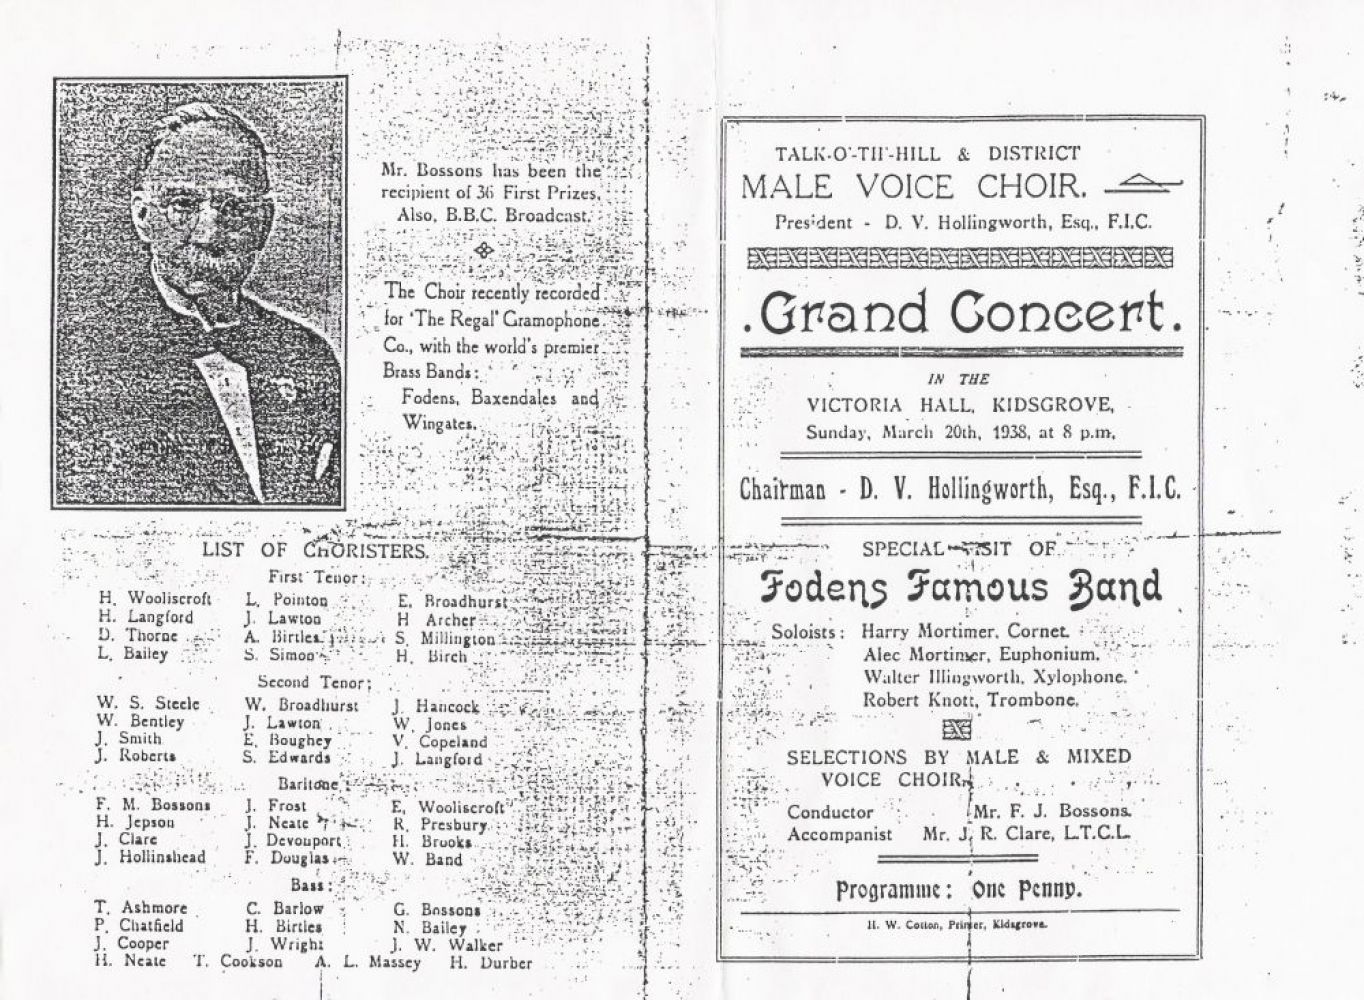 Mr. Bossons has been the
recipient of 36 First Prizes,
Also, B.B.C. Broadcast.
The Choir recently recorded
for 'The Regal' Gramophone
Co., with the world's premier
Brass Bands:
Fodens, Baxendales and
Wingates.
LIST OF CHORISTERS.
First Tenor:
H. Wooliscroft L. Pointon E. Broadhurst
H. Langford J. Lawton H Archer
D. Thorne A. Birtles S. Millington
L. Bailey S. Simon H. Birch
Second Tenor:
W. S. Steele W. Broadhurst J. Hancock
W. Bentley J. Lawton W. Jones
J. Smith E. Boughey V. Copeland
J. Roberts S. Edwards J. Langford
Baritone
F. M. Bossons J. Frost E. Wooliscroft
H. Jepson J. Neate R. Presbury
J. Clare J. Devonport H. Brooks
J. Hollinshead F. Douglas W. Band
Bass:
T. Ashmore C. Barlow G. Bossons
P. Chatfield H. Birtles N. Bailey
J. Cooper J. Wright J. W. Walker
H. Neate T. Cookson A. L. Massey H. Durber
TALK-O'-TH'-HILL & DISTRICT
MALE VOICE CHOIR.
President - D. V. Hollingworth, Esq., F.I.C.
.Grand Concert.
IN THE
VICTORIA HALL, KIDSGROVE,
Sunday, March 20th, 1938, at 8 p.m.
Chairman - D. V. Hollingworth, Esq., F.I.C.
SPECIAL VISIT OF
Fodens Famous Band
Soloists: Harry Mortimer, Cornet.
Alec Mortimer, Euphonium.
Walter Illingworth, Xylophone.
Robert Knott, Trombone.
SELECTIONS BY MALE & MIXED
VOICE CHOIR.
Conductor Mr. F. J. Bossons.
Accompanist Mr. J. R. Clare, L.T.C.L.
Programme: One Penny.
H. W. Cotton, Printer, Kidsgrove.